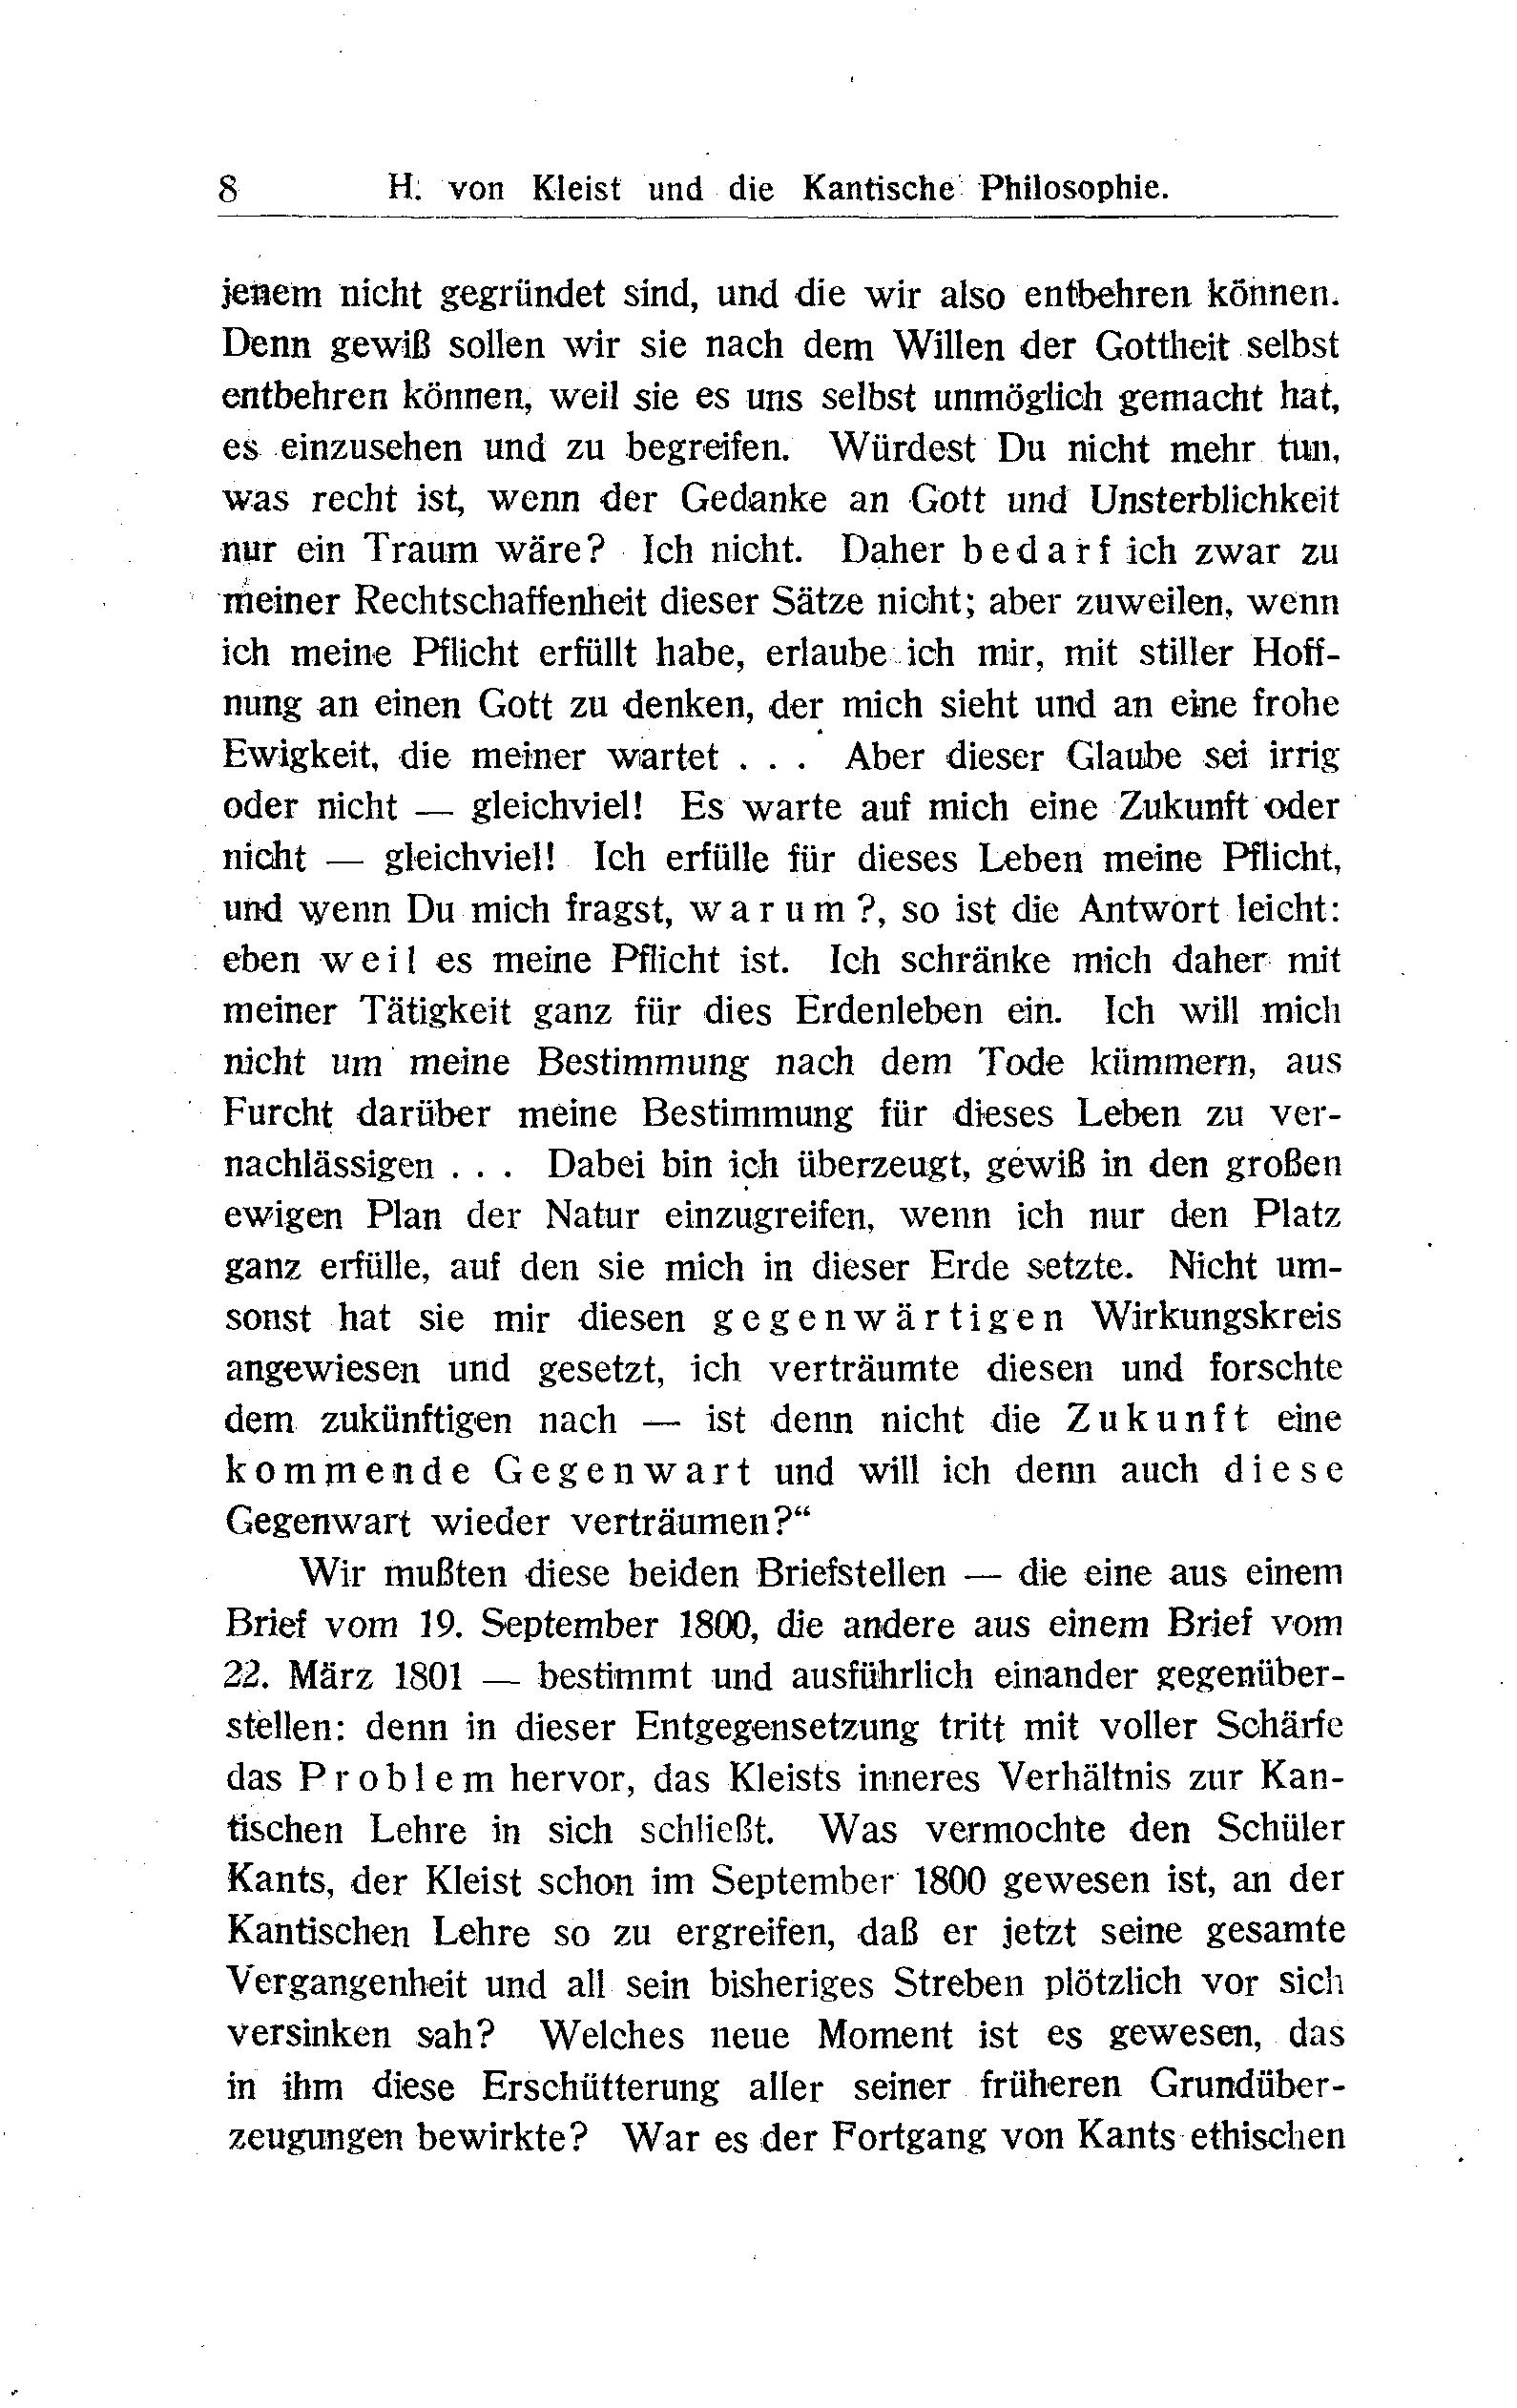 8 H. von Kleist und die Kantische Philosophie.
jenem nicht gegründet sind, und die wir also entbehren können.
Denn gewiß sollen wir sie nach dem Willen der Gottheit selbst
entbehren können, weil sie es uns selbst unmöglich gemacht hat,
es einzusehen und zu begreifen. Würdest Du nicht mehr tun,
was recht ist, wenn der Gedanke an Gott und Unsterblichkeit
nur ein Traum wäre? Ich nicht. Daher bedarf ich zwar zu
meiner Rechtschaffenheit dieser Sätze nicht; aber zuweilen, wenn
ich meine Pflicht erfüllt habe, erlaube ich mir, mit stiller Hoff-
nung an einen Gott zu denken, der mich sieht und an eine frohe
Ewigkeit, die meiner wartet . . . Aber dieser Glaube sei irrig
oder nicht — gleichviel! Es warte auf mich eine Zukunft oder
nicht — gleichviel! Ich erfülle für dieses Leben meine Pflicht,
und wenn Du mich fragst, warum?, so ist die Antwort leicht:
eben weil es meine Pflicht ist. Ich schränke mich daher mit
meiner Tätigkeit ganz für dies Erdenleben ein. Ich will mich
nicht um meine Bestimmung nach dem Tode kümmern, aus
Furcht darüber meine Bestimmung für dieses Leben zu ver-
nachlässigen . . . Dabei bin ich überzeugt, gewiß in den großen
ewigen Plan der Natur einzugreifen, wenn ich nur den Platz
ganz erfülle, auf den sie mich in dieser Erde setzte. Nicht um-
sonst hat sie mir diesen gegenwärtigen Wirkungskreis
angewiesen und gesetzt, ich verträumte diesen und forschte
dem zukünftigen nach — ist denn nicht die Zukunft eine
kommende Gegenwart und will ich denn auch diese
Gegenwart wieder verträumen?“
Wir mußten diese beiden Briefstellen — die eine aus einem
Brief vom 19. September 1800, die andere aus einem Brief vom
22. März 1801 — bestimmt und ausführlich einander gegenüber-
stellen: denn in dieser Entgegensetzung tritt mit voller Schärfe
das Problem hervor, das Kleists inneres Verhältnis zur Kan-
tischen Lehre in sich schließt. Was vermochte den Schüler
Kants, der Kleist schon im September 1800 gewesen ist, an der
Kantischen Lehre so zu ergreifen, daß er jetzt seine gesamte
Vergangenheit und all sein bisheriges Streben plötzlich vor sich
versinken sah? Welches neue Moment ist es gewesen, das
in ihm diese Erschütterung aller seiner früheren Grundüber-
zeugungen bewirkte? War es der Fortgang von Kants ethischen